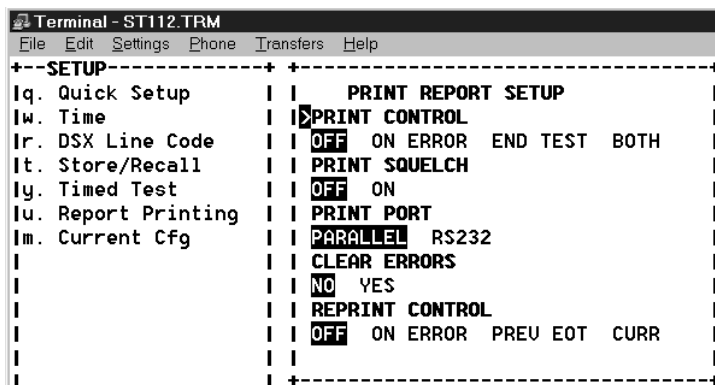 Terminal - ST112.TRM
File Edit Settings Phone Transfers Help
SETUP
q. Quick Setup
w. Time
r. DSX Line Code
t. Store/Recall
y. Timed Test
u. Report Printing
m. Current Cfg
PRINT REPORT SETUP
>PRINT CONTROL
OFF ON ERROR END TEST BOTH
PRINT SQUELCH
OFF ON
PRINT PORT
PARALLEL RS232
CLEAR ERRORS
NO YES
REPRINT CONTROL
OFF ON ERROR PREV EOT CURR